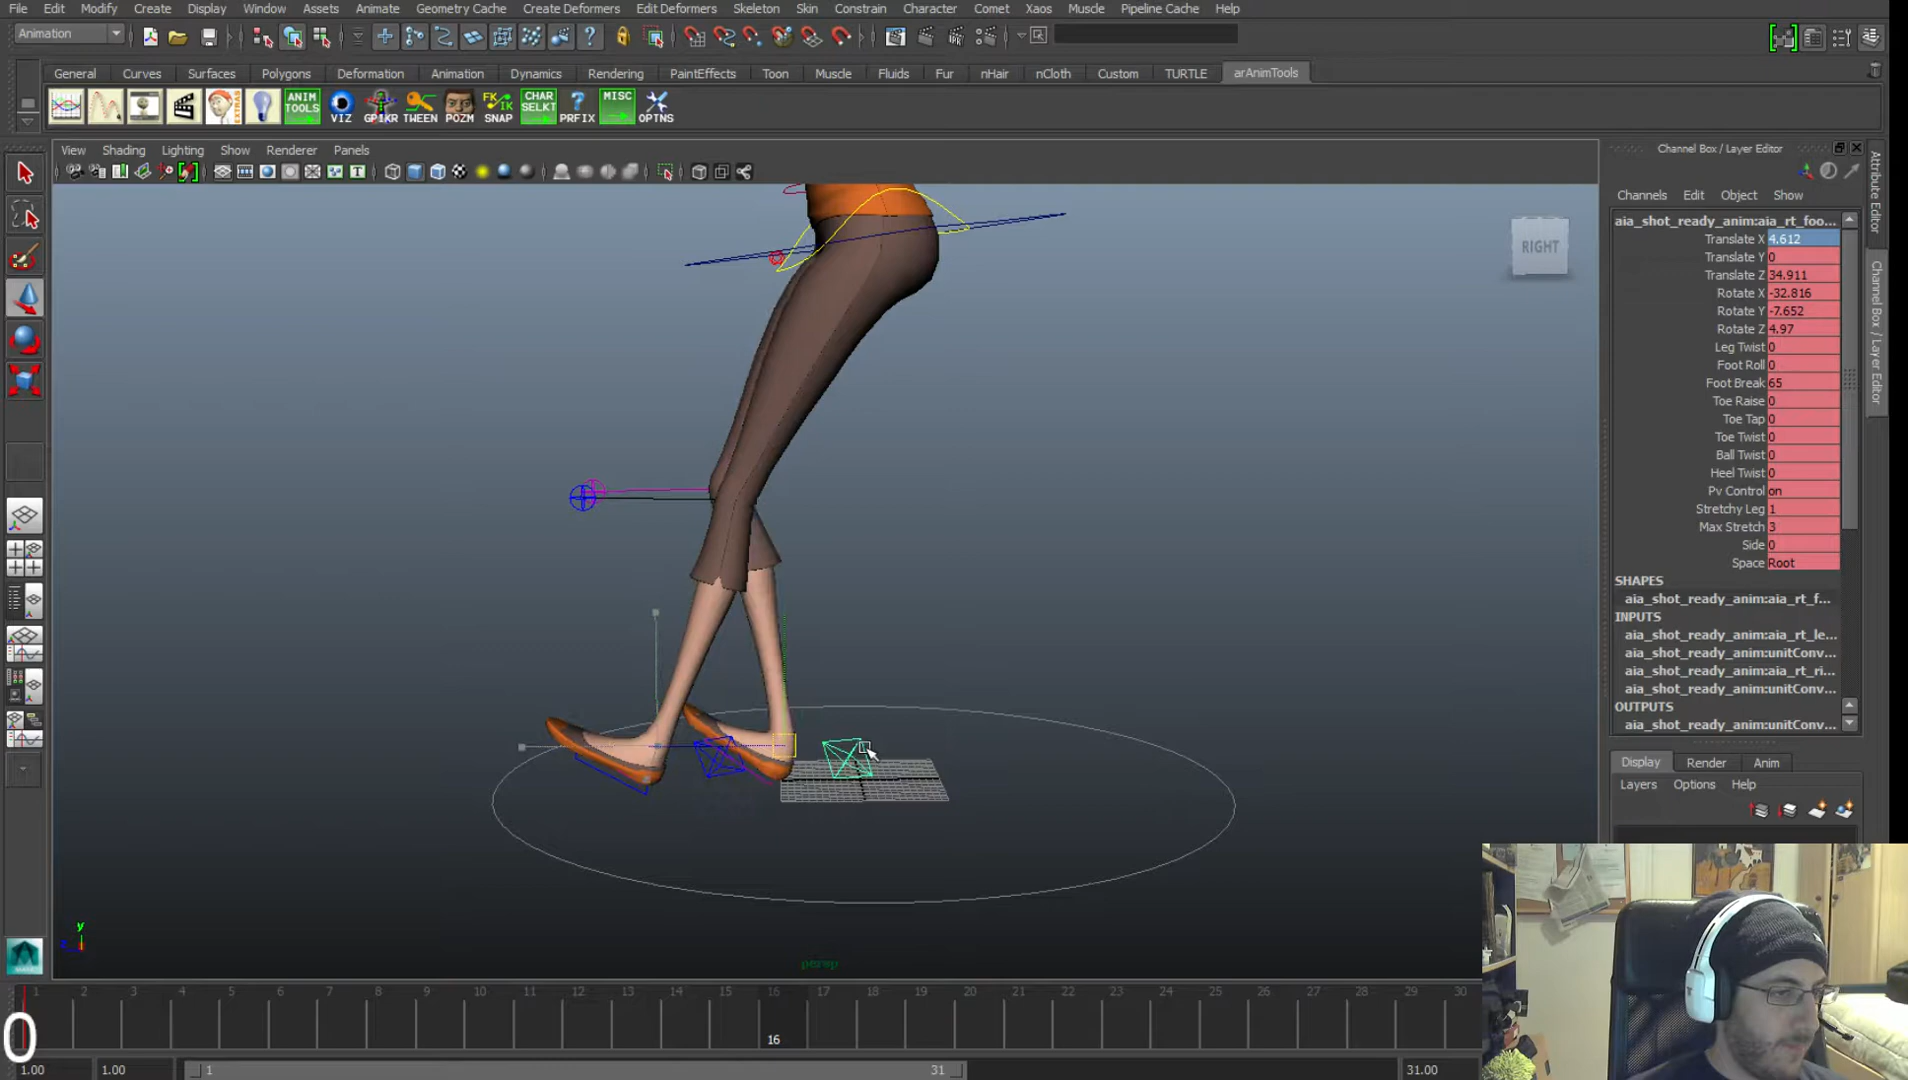 File Edit Modify Create Display Window Assets Animate Geometry Cache Create Deformers Edit Deformers Skeleton Skin Constrain Character Comet Xaos Muscle Pipeline Cache Help
Animation
General Curves Surfaces Polygons Deformation Animation Dynamics Rendering PaintEffects Toon Muscle Fluids Fur nHair nCloth Custom TURTLE arAnimTools
ANIM TOOLS VIZ GPIKR TWEEN POZM FK/IK SNAP CHAR SELKT PRFIX MISC OPTNS
View Shading Lighting Show Renderer Panels
RIGHT
Channel Box / Layer Editor
Channels Edit Object Show
aia_shot_ready_anim:aia_rt_foo...
Translate X 4.612
Translate Y 0
Translate Z 34.911
Rotate X -32.816
Rotate Y -7.652
Rotate Z 4.97
Leg Twist 0
Foot Roll 0
Foot Break 65
Toe Raise 0
Toe Tap 0
Toe Twist 0
Ball Twist 0
Heel Twist 0
Pv Control on
Stretchy Leg 1
Max Stretch 3
Side 0
Space Root
SHAPES
aia_shot_ready_anim:aia_rt_f...
INPUTS
aia_shot_ready_anim:aia_rt_le...
aia_shot_ready_anim:unitConv...
aia_shot_ready_anim:aia_rt_ri...
aia_shot_ready_anim:unitConv...
OUTPUTS
aia_shot_ready_anim:unitConv...
Display Render Anim
Layers Options Help
Attribute Editor
Channel Box / Layer Editor
y
persp
1 2 3 4 5 6 7 8 9 10 11 12 13 14 15 16 17 18 19 20 21 22 23 24 25 26 27 28 29 30
16
0
1.00 1.00 1 31 31.00